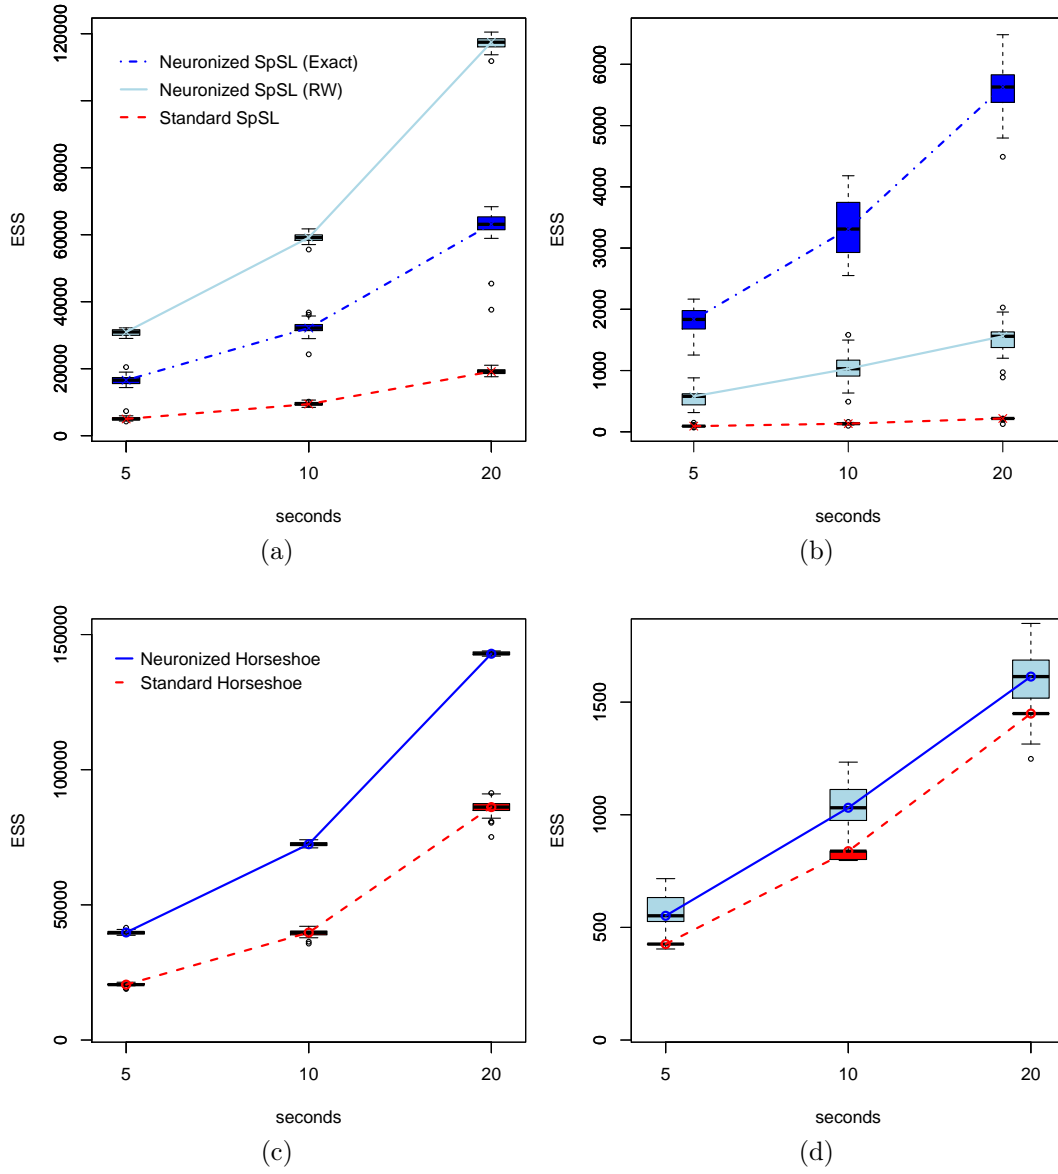 120000
80000
60000
40000
20000
0
ESS
Neuronized SpSL (Exact)
Neuronized SpSL (RW)
Standard SpSL
5 10 20
seconds
(a)
6000
5000
4000
3000
2000
1000
0
ESS
5 10 20
seconds
(b)
150000
100000
50000
0
ESS
Neuronized Horseshoe
Standard Horseshoe
5 10 20
seconds
(c)
1500
1000
500
0
ESS
5 10 20
seconds
(d)